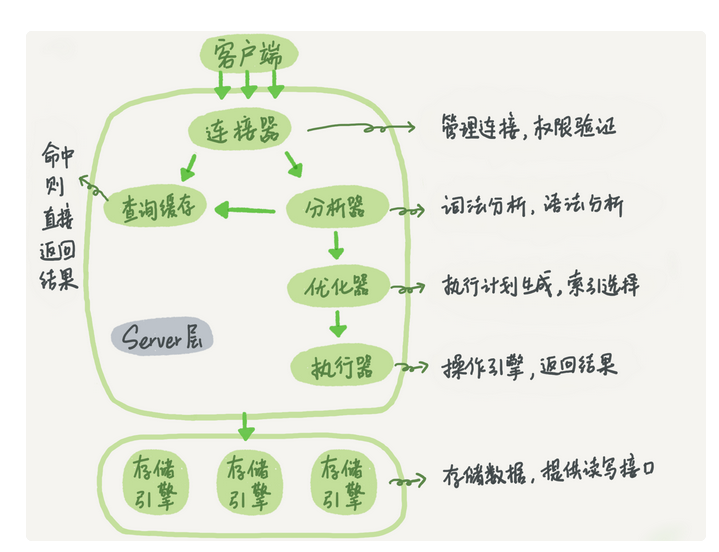 客户端
连接器
管理连接，权限验证
命中
则
直接
返回
结果
查询缓存
分析器
词法分析，语法分析
优化器
执行计划生成，索引选择
Server层
执行器
操作引擎，返回结果
存储
引擎
存储
引擎
存储
引擎
存储数据，提供读写接口